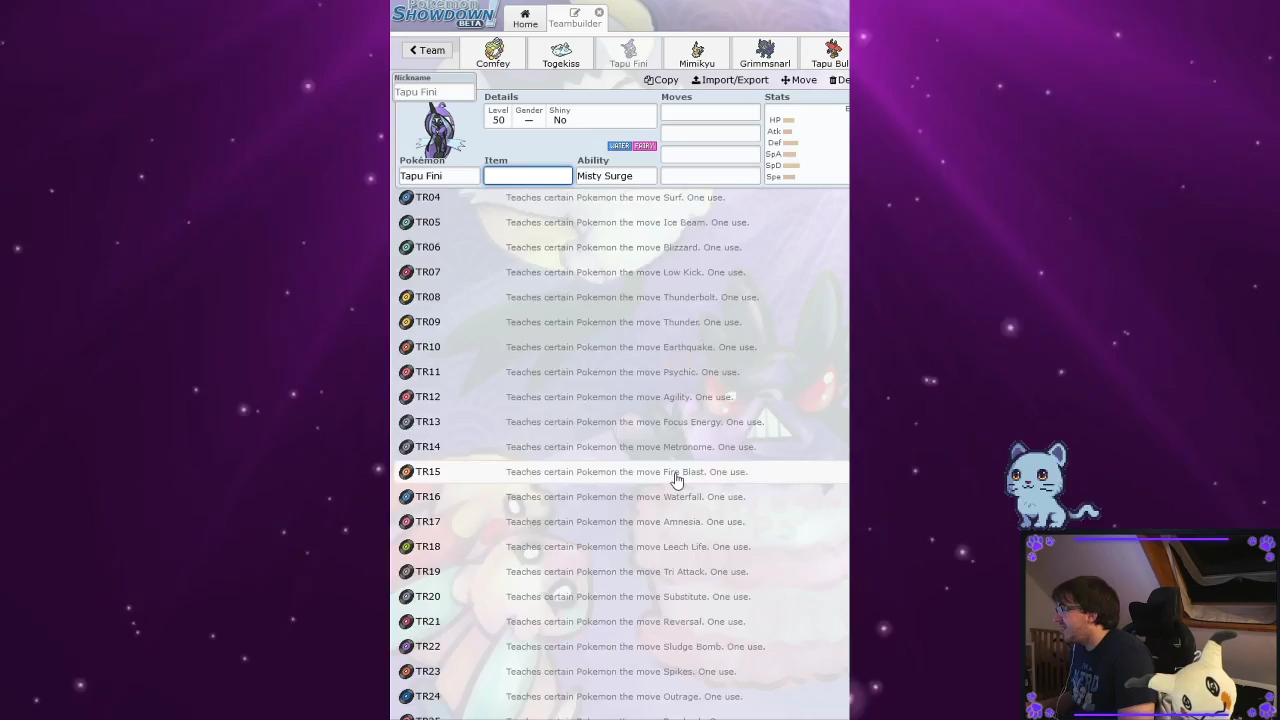 Pokémon
SHOWDOWN
BETA
Home
Teambuilder
Team
Comfey
Togekiss
Tapu Fini
Mimikyu
Grimmsnarl
Tapu Bul
Copy
Import/Export
Move
De
Nickname
Tapu Fini
Details
Moves
Stats
Level
Gender
Shiny
50
—
No
HP
Atk
Def
SpA
SpD
Spe
WATER
FAIRY
Pokémon
Item
Ability
Tapu Fini
Misty Surge
TR04 Teaches certain Pokemon the move Surf. One use.
TR05 Teaches certain Pokemon the move Ice Beam. One use.
TR06 Teaches certain Pokemon the move Blizzard. One use.
TR07 Teaches certain Pokemon the move Low Kick. One use.
TR08 Teaches certain Pokemon the move Thunderbolt. One use.
TR09 Teaches certain Pokemon the move Thunder. One use.
TR10 Teaches certain Pokemon the move Earthquake. One use.
TR11 Teaches certain Pokemon the move Psychic. One use.
TR12 Teaches certain Pokemon the move Agility. One use.
TR13 Teaches certain Pokemon the move Focus Energy. One use.
TR14 Teaches certain Pokemon the move Metronome. One use.
TR15 Teaches certain Pokemon the move Fire Blast. One use.
TR16 Teaches certain Pokemon the move Waterfall. One use.
TR17 Teaches certain Pokemon the move Amnesia. One use.
TR18 Teaches certain Pokemon the move Leech Life. One use.
TR19 Teaches certain Pokemon the move Tri Attack. One use.
TR20 Teaches certain Pokemon the move Substitute. One use.
TR21 Teaches certain Pokemon the move Reversal. One use.
TR22 Teaches certain Pokemon the move Sludge Bomb. One use.
TR23 Teaches certain Pokemon the move Spikes. One use.
TR24 Teaches certain Pokemon the move Outrage. One use.